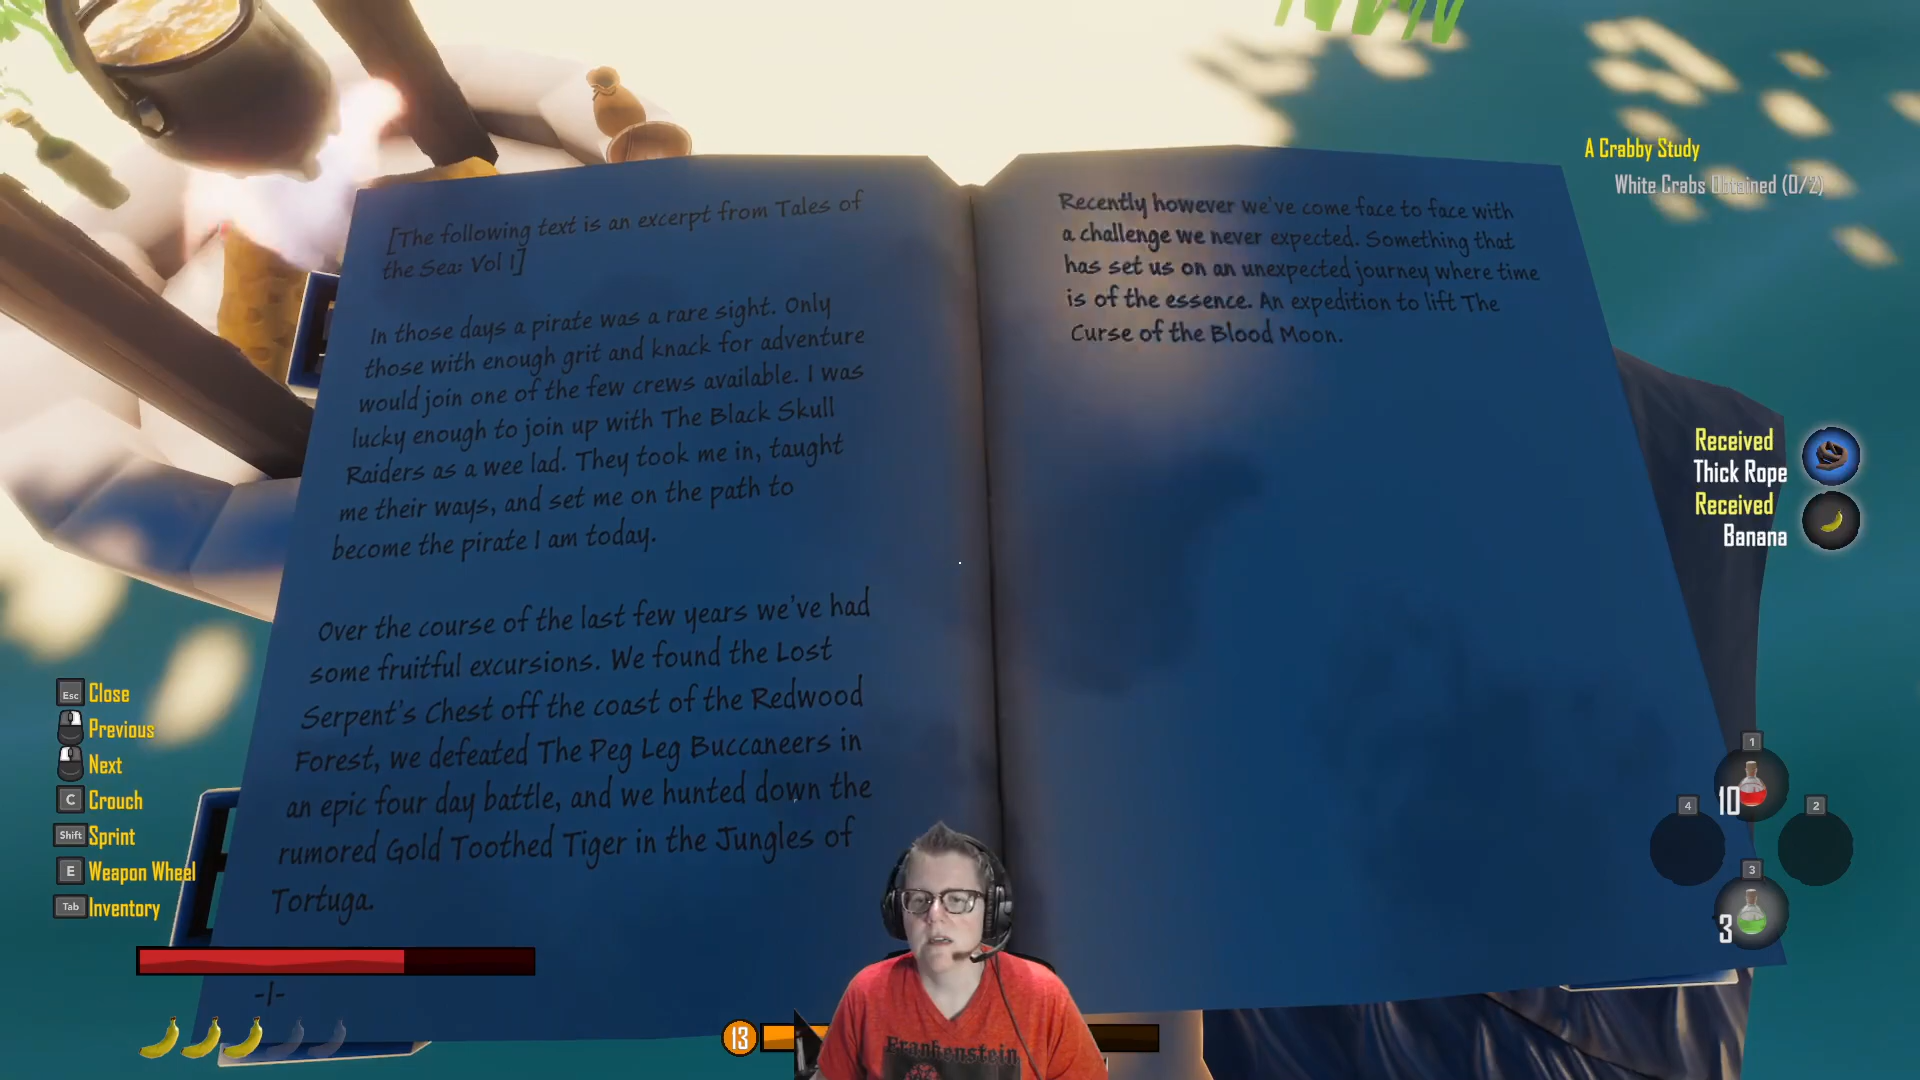 [The following text is an excerpt from Tales of
the Sea: Vol 1]
In those days a pirate was a rare sight. Only
those with enough grit and knack for adventure
would join one of the few crews available. I was
lucky enough to join up with The Black Skull
Raiders as a wee lad. They took me in, taught
me their ways, and set me on the path to
become the pirate I am today.
Over the course of the last few years we've had
some fruitful excursions. We found the Lost
Serpent's Chest off the coast of the Redwood
Forest, we defeated The Peg Leg Buccaneers in
an epic four day battle, and we hunted down the
rumored Gold Toothed Tiger in the Jungles of
Tortuga.
-1-
Recently however we've come face to face with
a challenge we never expected. Something that
has set us on an unexpected journey where time
is of the essence. An expedition to lift The
Curse of the Blood Moon.
A Crabby Study
White Crabs Obtained (0/2)
Received
Thick Rope
Received
Banana
Esc Close
Previous
Next
C Crouch
Shift Sprint
E Weapon Wheel
Tab Inventory
1
10
4
2
3
3
13
Frankenstein